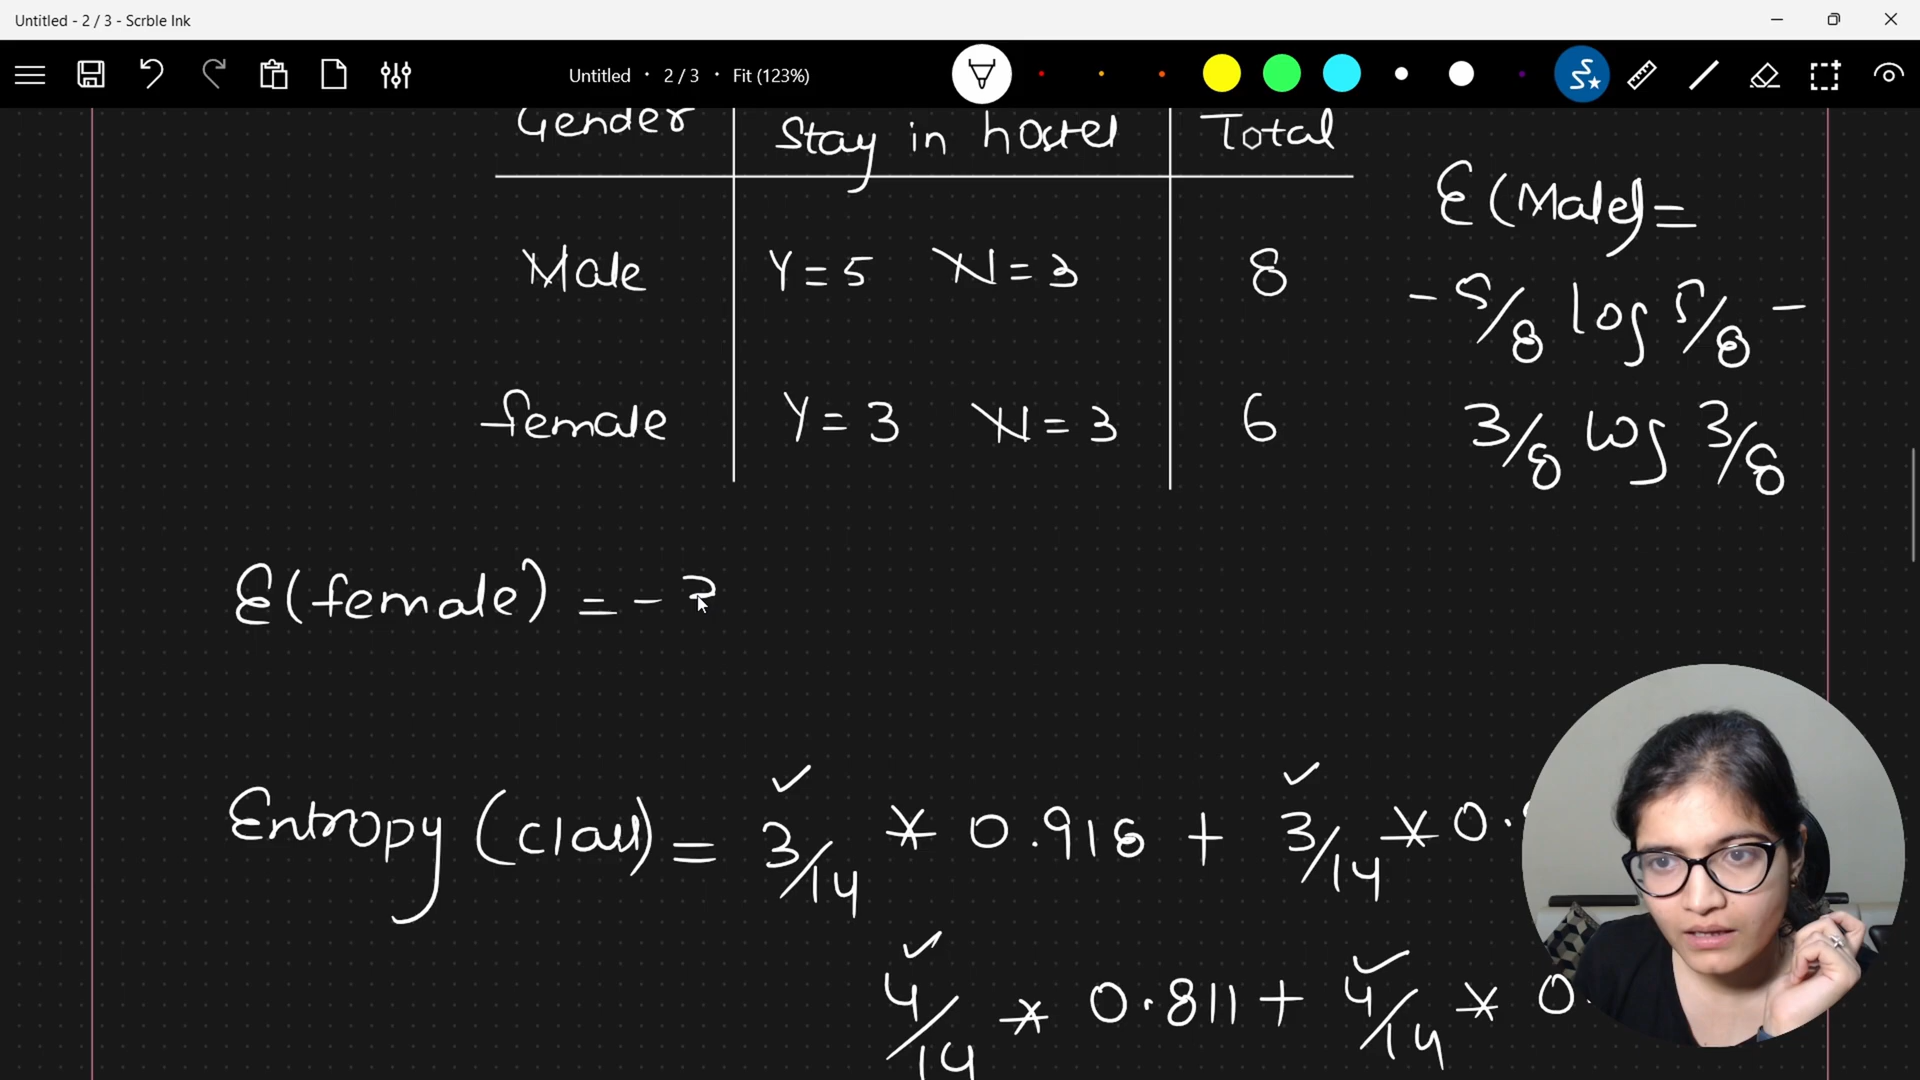 Untitled - 2 / 3 - Scrble Ink
Untitled • 2 / 3 • Fit (123%)
Gender Stay in hostel Total
Male Y = 5 N = 3 8
female Y = 3 N = 3 6
E(Male) =
- 5/8 log 5/8 -
3/8 log 3/8
E(female) = - 3
Entropy (class) = 3/14 * 0.918 + 3/14 * 0.
4/14 * 0.811 + 4/14 * 0.